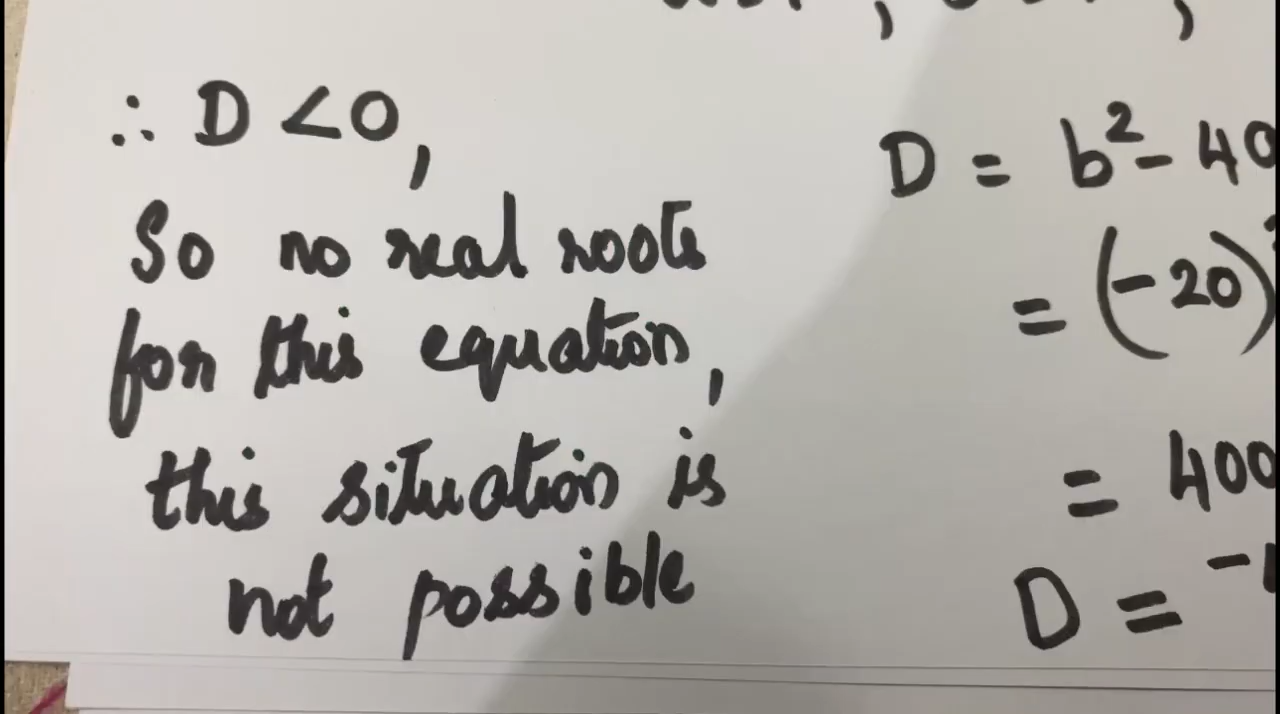 ∴ D < 0,
So no real roots
for this equation,
this situation is
not possible
D = b² - 4
= (-20)
= 400
D = -